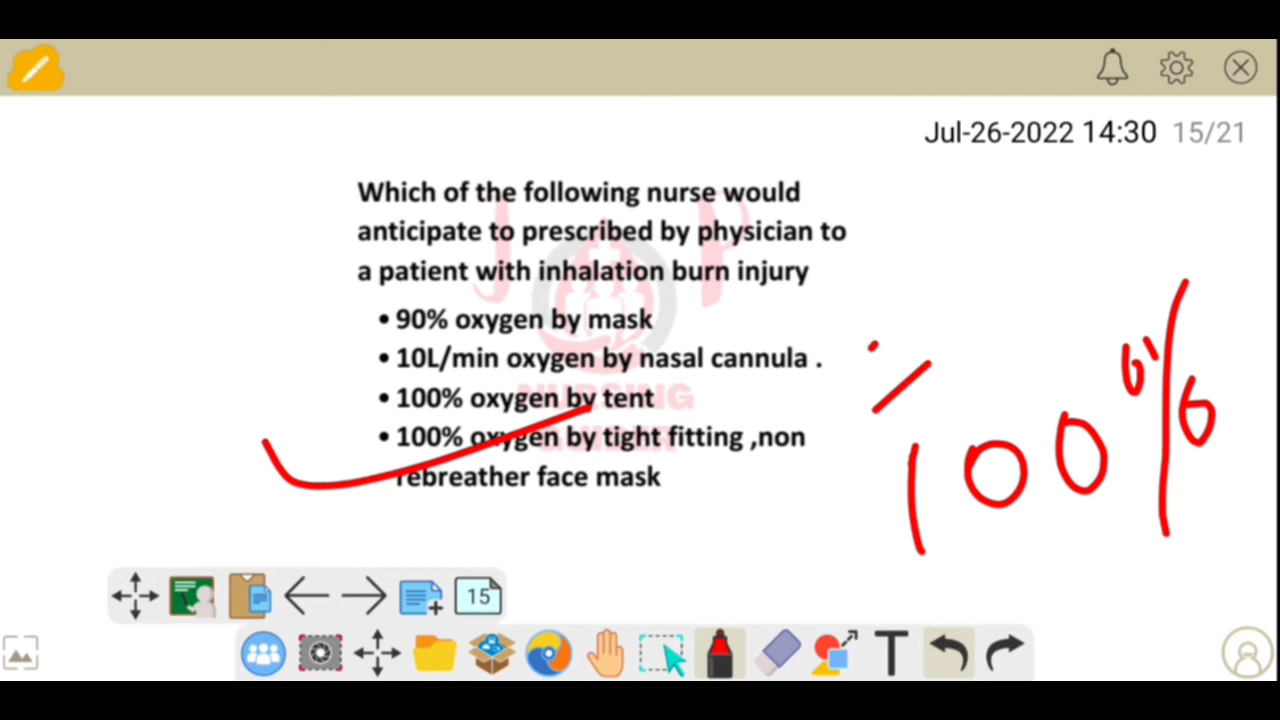 Jul-26-2022 14:30 15/21
Which of the following nurse would
anticipate to prescribed by physician to
a patient with inhalation burn injury
• 90% oxygen by mask
• 10L/min oxygen by nasal cannula .
• 100% oxygen by tent
• 100% oxygen by tight fitting ,non
rebreather face mask
100%
J P
NURSING
15
T